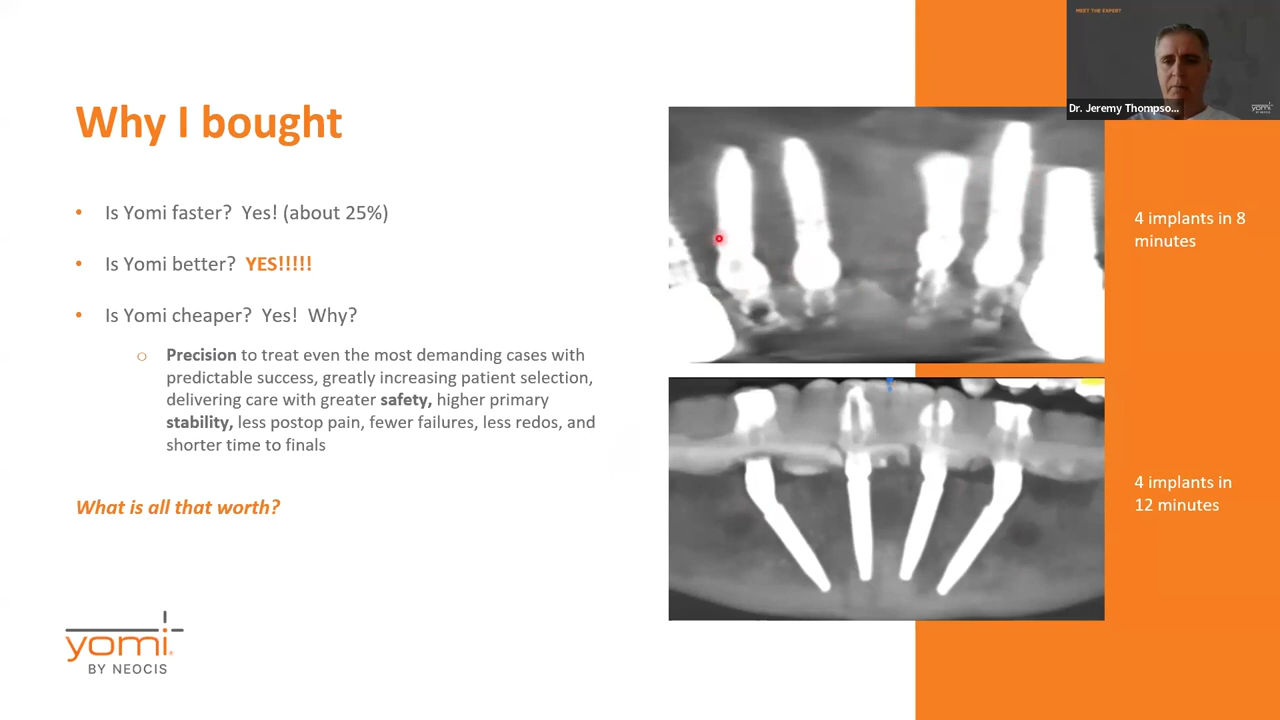 MEET THE EXPERT
Dr. Jeremy Thompso...
yomi
Why I bought
• Is Yomi faster? Yes! (about 25%)
• Is Yomi better? YES!!!!!
• Is Yomi cheaper? Yes! Why?
○ Precision to treat even the most demanding cases with
predictable success, greatly increasing patient selection,
delivering care with greater safety, higher primary
stability, less postop pain, fewer failures, less redos, and
shorter time to finals
What is all that worth?
4 implants in 8
minutes
4 implants in
12 minutes
yomi
BY NEOCIS